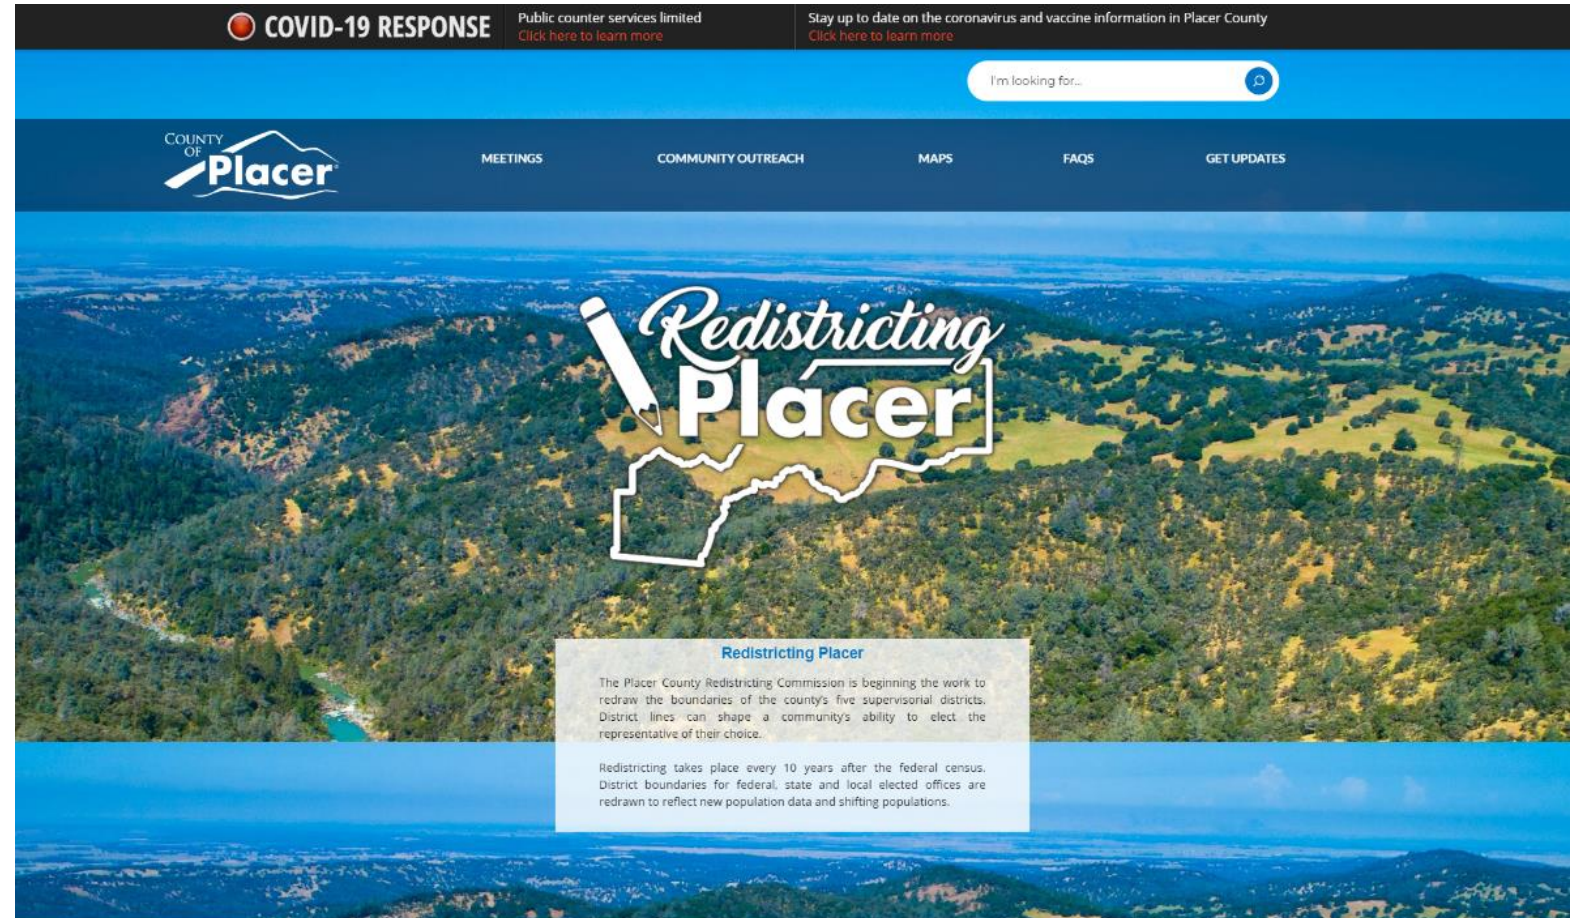 COVID-19 RESPONSE
Public counter services limited
Click here to learn more
Stay up to date on the coronavirus and vaccine information in Placer County
Click here to learn more
I'm looking for...
COUNTY
OF
Placer
MEETINGS
COMMUNITY OUTREACH
MAPS
FAQS
GET UPDATES
Redistricting
Placer
Redistricting Placer
The Placer County Redistricting Commission is beginning the work to
redraw the boundaries of the county's five supervisorial districts.
District lines can shape a community's ability to elect the
representative of their choice.
Redistricting takes place every 10 years after the federal census.
District boundaries for federal, state and local elected offices are
redrawn to reflect new population data and shifting populations.